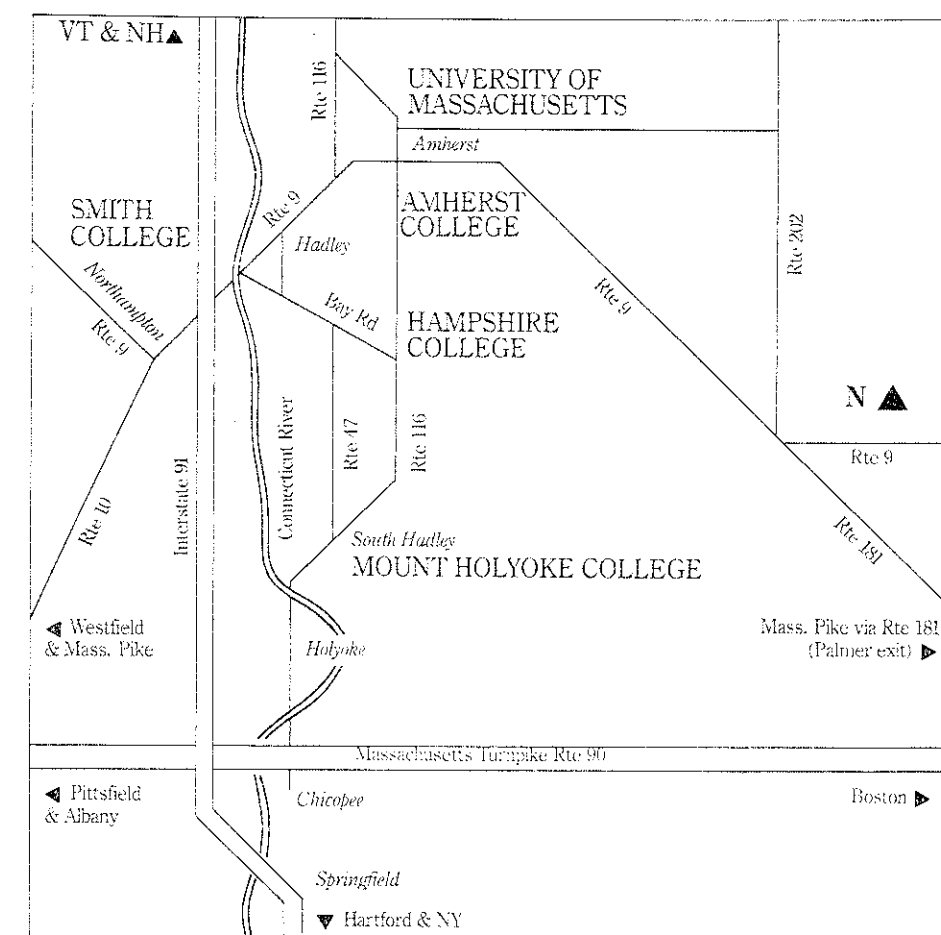 VT & NH▲
Rte 116
UNIVERSITY OF
MASSACHUSETTS
Amherst
SMITH
COLLEGE
Rte 9
AMHERST
COLLEGE
Hadley
Rte 202
Northampton
Rte 9
Bay Rd
HAMPSHIRE
COLLEGE
Rte 9
N ▲
Rte 9
Rte 10
Interstate 91
Connecticut River
Rte 47
Rte 116
Rte 181
South Hadley
MOUNT HOLYOKE COLLEGE
◀ Westfield
& Mass. Pike
Holyoke
Mass. Pike via Rte 181
(Palmer exit) ▶
Massachusetts Turnpike Rte 90
◀ Pittsfield
& Albany
Chicopee
Boston ▶
Springfield
▼ Hartford & NY